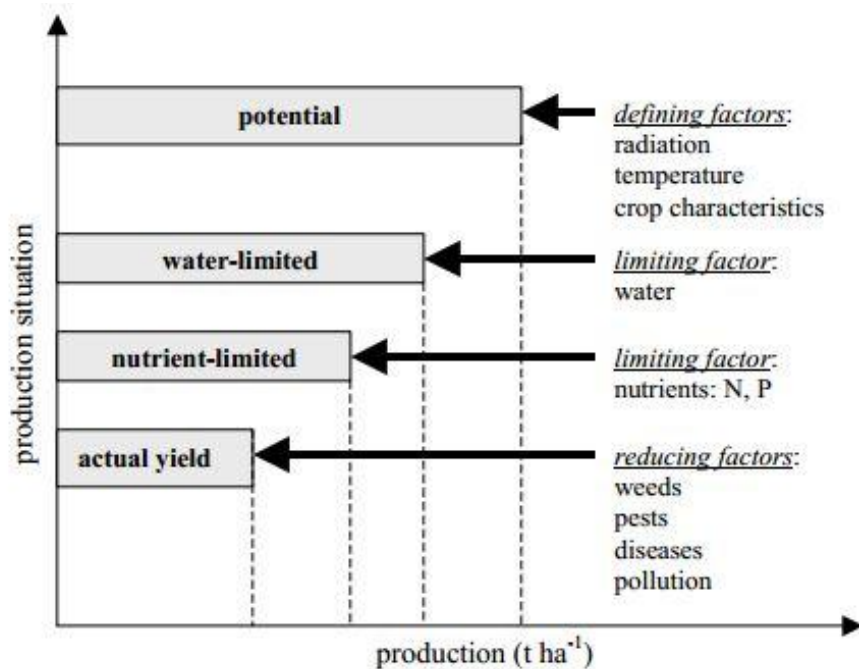 potential
defining factors:
radiation
temperature
crop characteristics
water-limited
limiting factor:
water
nutrient-limited
limiting factor:
nutrients: N, P
actual yield
reducing factors:
weeds
pests
diseases
pollution
production situation
production (t ha⁻¹)